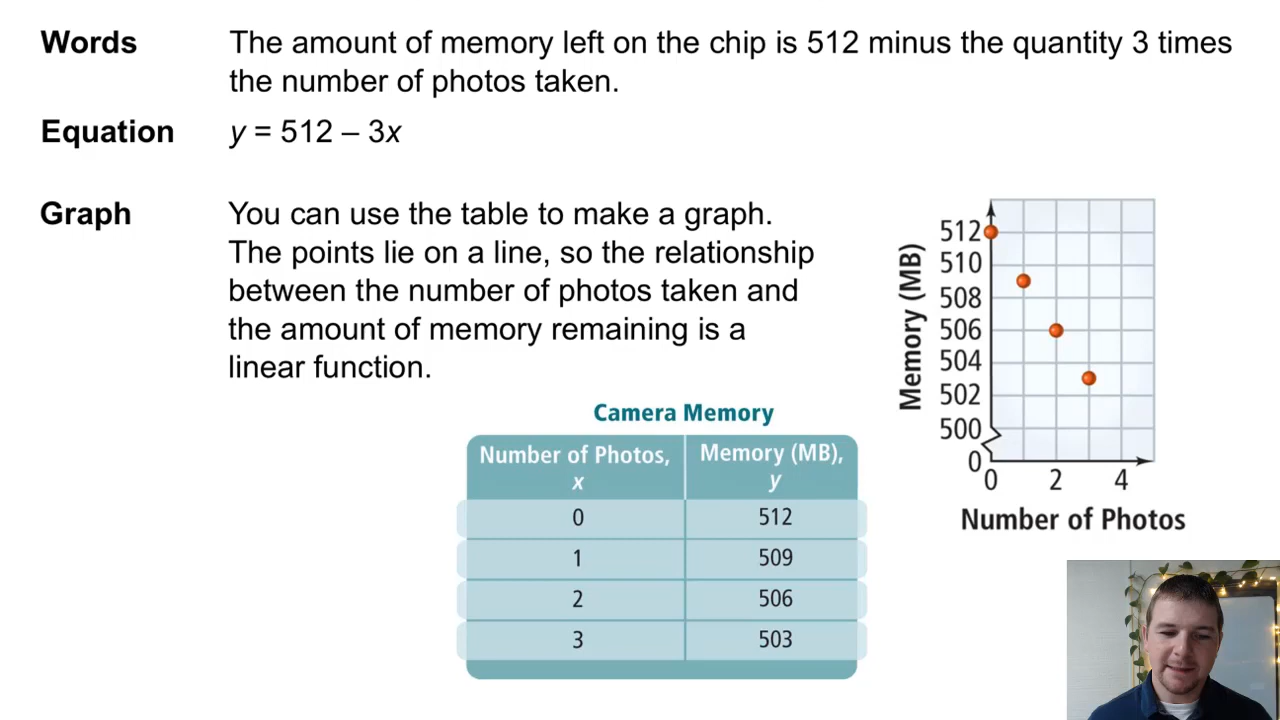 Words
The amount of memory left on the chip is 512 minus the quantity 3 times
the number of photos taken.
Equation
y = 512 – 3x
Graph
You can use the table to make a graph.
The points lie on a line, so the relationship
between the number of photos taken and
the amount of memory remaining is a
linear function.
Camera Memory
Number of Photos, x
Memory (MB), y
0 512
1 509
2 506
3 503
Memory (MB)
512
510
508
506
504
502
500
0
0 2 4
Number of Photos